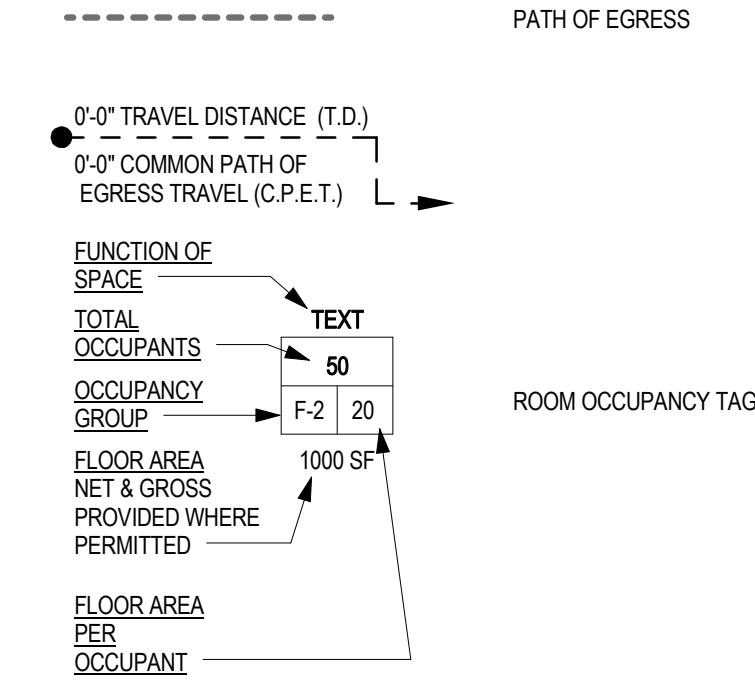 PATH OF EGRESS
0'-0" TRAVEL DISTANCE (T.D.)
0'-0" COMMON PATH OF
EGRESS TRAVEL (C.P.E.T.)
FUNCTION OF
SPACE
TEXT
TOTAL
OCCUPANTS
50
OCCUPANCY
GROUP
F-2 20
ROOM OCCUPANCY TAG
FLOOR AREA
NET & GROSS
PROVIDED WHERE
PERMITTED
1000 SF
FLOOR AREA
PER
OCCUPANT